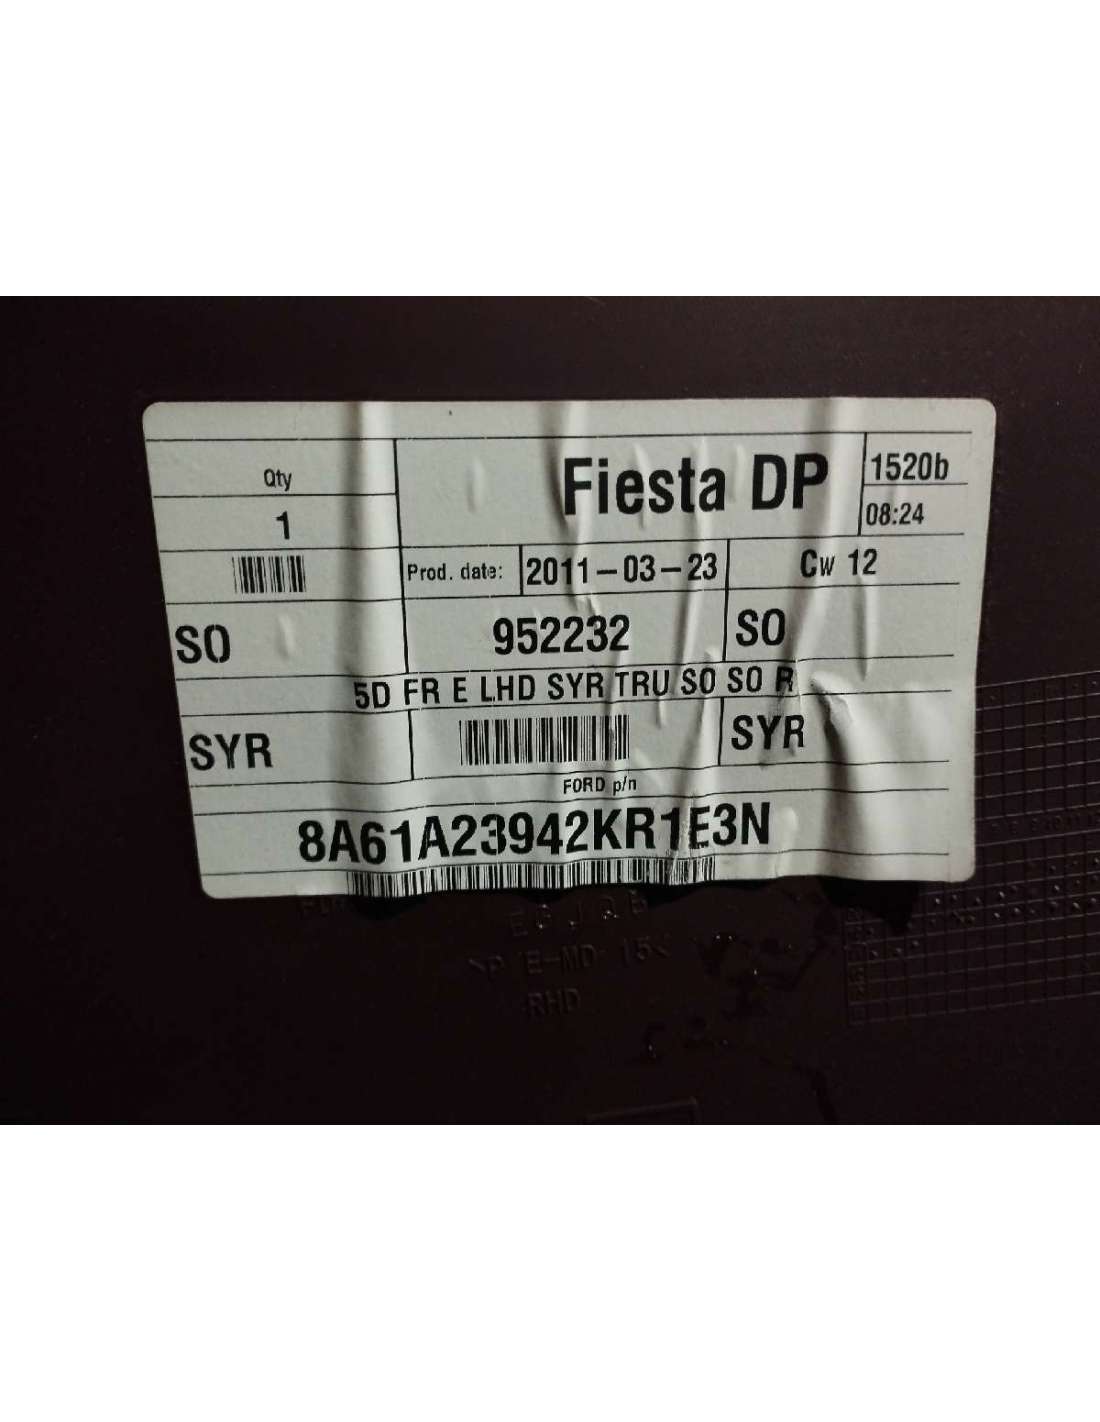 Qty
Fiesta DP
1520b
1
08:24
Prod. date:
2011-03-23
Cw 12
SO
952232
SO
5D FR E LHD SYR TRU SO SO R
SYR
SYR
FORD p/n
8A61A23942KR1E3N
RHD